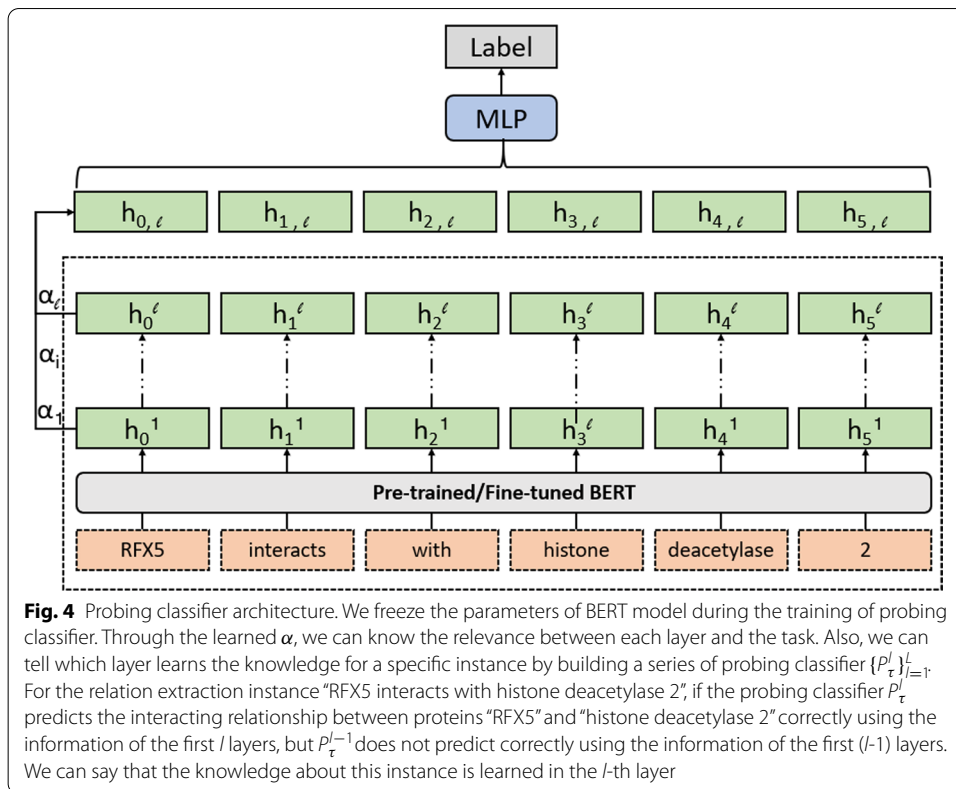 Label
MLP
h₀, ℓ h₁, ℓ h₂, ℓ h₃, ℓ h₄, ℓ h₅, ℓ
αℓ h₀ˡ h₁ˡ h₂ˡ h₃ˡ h₄ˡ h₅ˡ
αᵢ
α₁ h₀¹ h₁¹ h₂¹ h₃ˡ h₄¹ h₅¹
Pre-trained/Fine-tuned BERT
RFX5 interacts with histone deacetylase 2
Fig. 4 Probing classifier architecture. We freeze the parameters of BERT model during the training of probing
classifier. Through the learned α, we can know the relevance between each layer and the task. Also, we can
tell which layer learns the knowledge for a specific instance by building a series of probing classifier {P_τ^l}_{l=1}^L.
For the relation extraction instance “RFX5 interacts with histone deacetylase 2”, if the probing classifier P_τ^l
predicts the interacting relationship between proteins “RFX5” and “histone deacetylase 2” correctly using the
information of the first l layers, but P_τ^{l−1} does not predict correctly using the information of the first (l-1) layers.
We can say that the knowledge about this instance is learned in the l-th layer